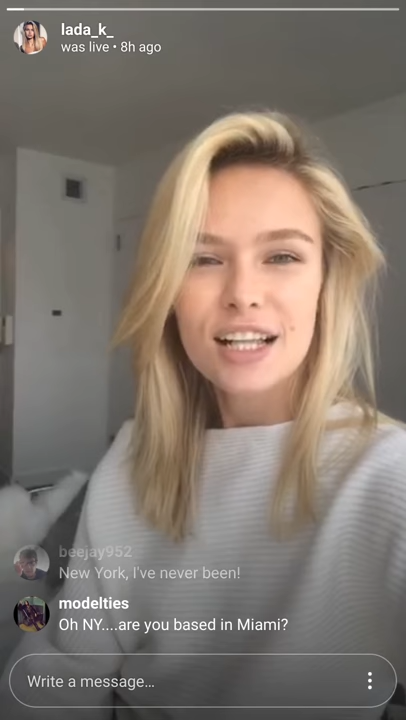 lada_k_
was live • 8h ago
beejay952
New York, I've never been!
modelties
Oh NY....are you based in Miami?
Write a message...